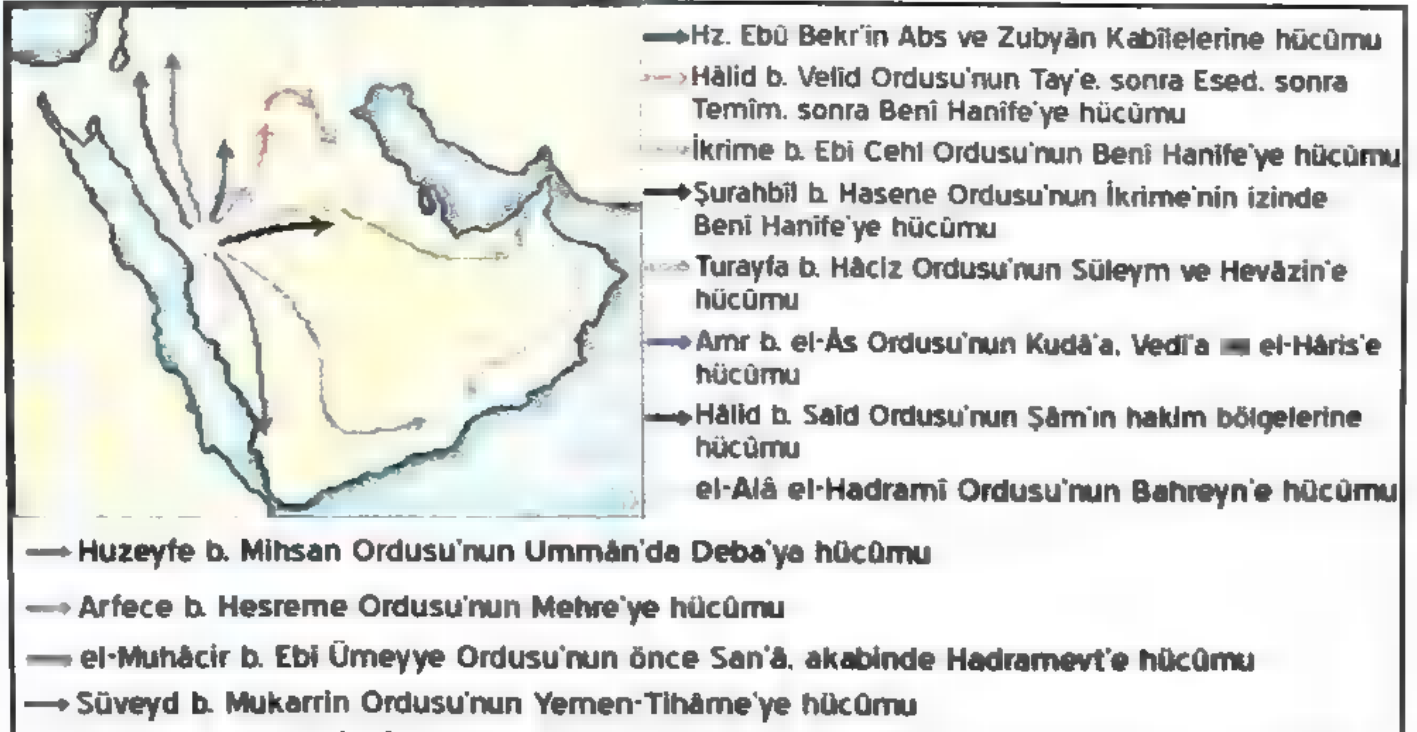 Hz. Ebû Bekr'in Abs ve Zubyân Kabîlelerine hücûmu
Hâlid b. Velîd Ordusu'nun Tay'e, sonra Esed, sonra
Temîm, sonra Benî Hanîfe'ye hücûmu
İkrime b. Ebî Cehl Ordusu'nun Benî Hanîfe'ye hücûmu
Şurahbîl b. Hasene Ordusu'nun İkrime'nin izinde
Benî Hanîfe'ye hücûmu
Turayfa b. Hâciz Ordusu'nun Süleym ve Hevâzin'e
hücûmu
Amr b. el-Âs Ordusu'nun Kudâ'a, Vedî'a el-Hâris'e
hücûmu
Hâlid b. Saîd Ordusu'nun Şâm'ın hakim bölgelerine
hücûmu
el-Alâ el-Hadramî Ordusu'nun Bahreyn'e hücûmu
Huzeyfe b. Mihsan Ordusu'nun Ummân'da Deba'ya hücûmu
Arfece b. Hesreme Ordusu'nun Mehre'ye hücûmu
el-Muhâcir b. Ebî Ümeyye Ordusu'nun önce San'â, akabinde Hadramevt'e hücûmu
Süveyd b. Mukarrin Ordusu'nun Yemen-Tihâme'ye hücûmu